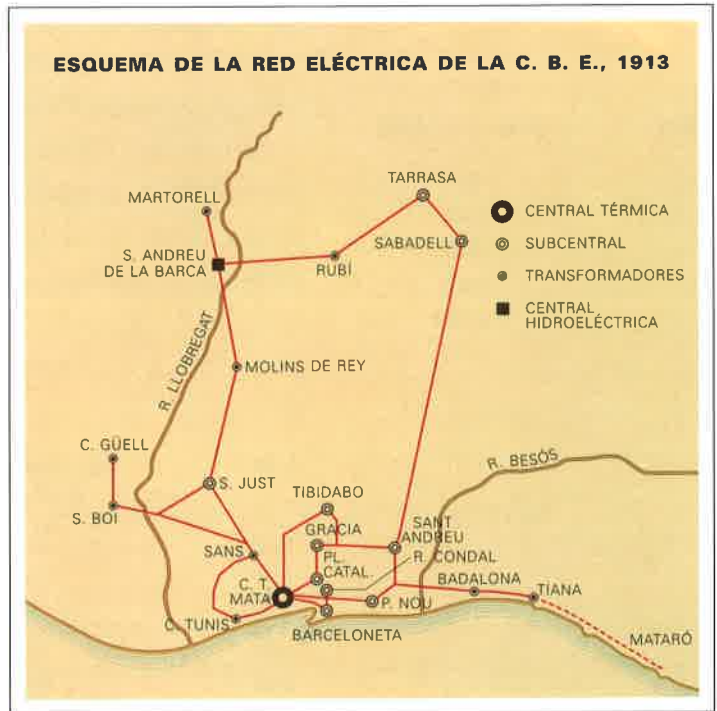 ESQUEMA DE LA RED ELÉCTRICA DE LA C. B. E., 1913
TARRASA
MARTORELL
CENTRAL TÉRMICA
SABADELL
SUBCENTRAL
S. ANDREU
DE LA BARCA
RUBÍ
TRANSFORMADORES
CENTRAL
HIDROELÉCTRICA
R. LLOBREGAT
MOLINS DE REY
C. GÜELL
R. BESÓS
S. JUST
TIBIDABO
S. BOI
GRACIA
SANT
ANDREU
SANS
PL.
CATAL.
R. CONDAL
C. T.
MATA
BADALONA
TIANA
P. NOU
C. TUNIS
BARCELONETA
MATARÓ